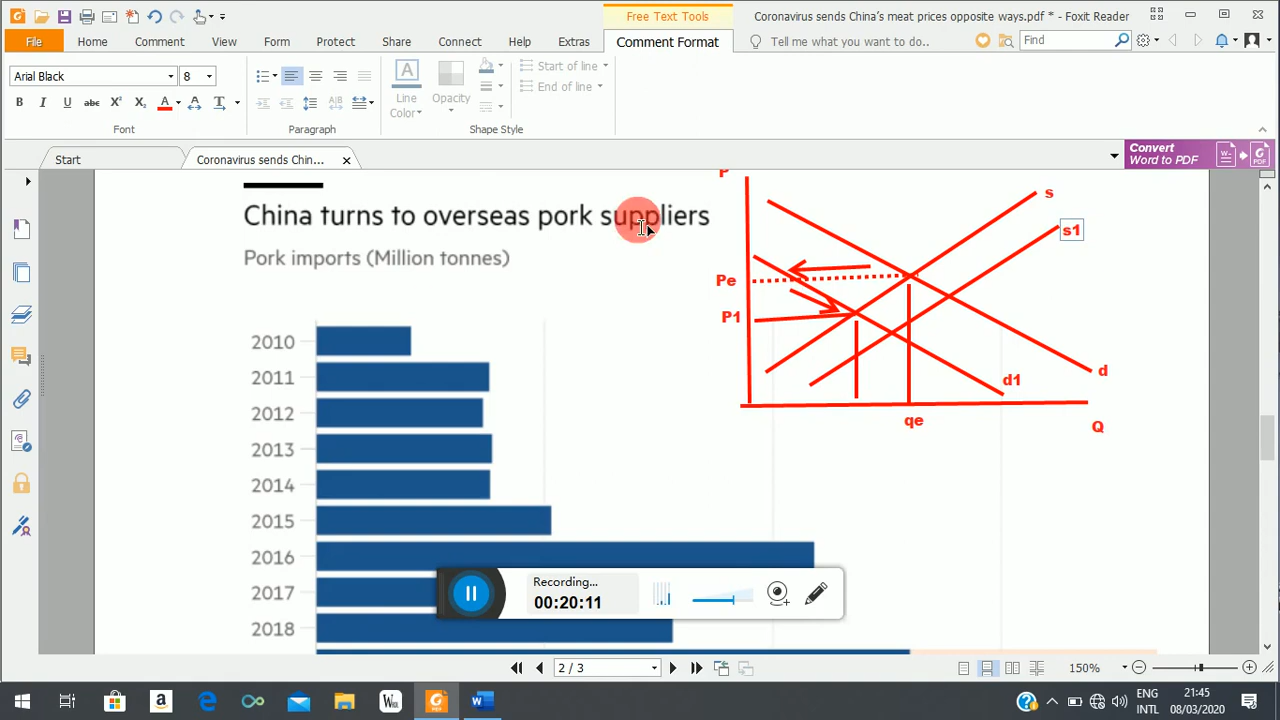 Free Text Tools
Coronavirus sends China's meat prices opposite ways.pdf * - Foxit Reader
File Home Comment View Form Protect Share Connect Help Extras Comment Format Tell me what you want to do.. Find
Arial Black 8
Line Color
Opacity
Start of line
End of line
Font Paragraph Shape Style
Start Coronavirus sends Chin...
Convert
Word to PDF
China turns to overseas pork suppliers
Pork imports (Million tonnes)
P
s
s1
Pe
P1
d
d1
qe
Q
2010
2011
2012
2013
2014
2015
2016
2017
2018
Recording...
00:20:11
2 / 3
150%
ENG
INTL
21:45
08/03/2020